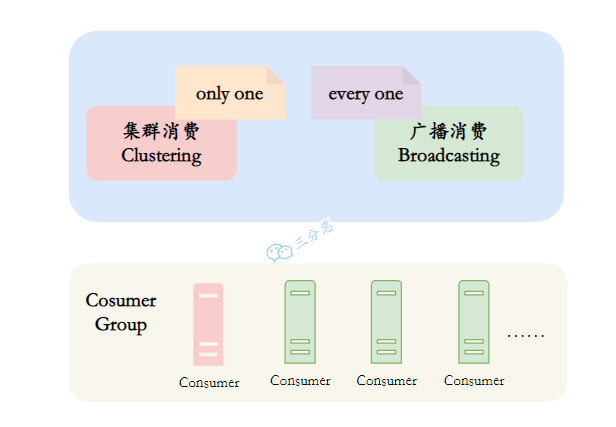 only one
every one
集群消费
Clustering
广播消费
Broadcasting
三分恶
Cosumer
Group
Consumer
Consumer
Consumer
Consumer
······